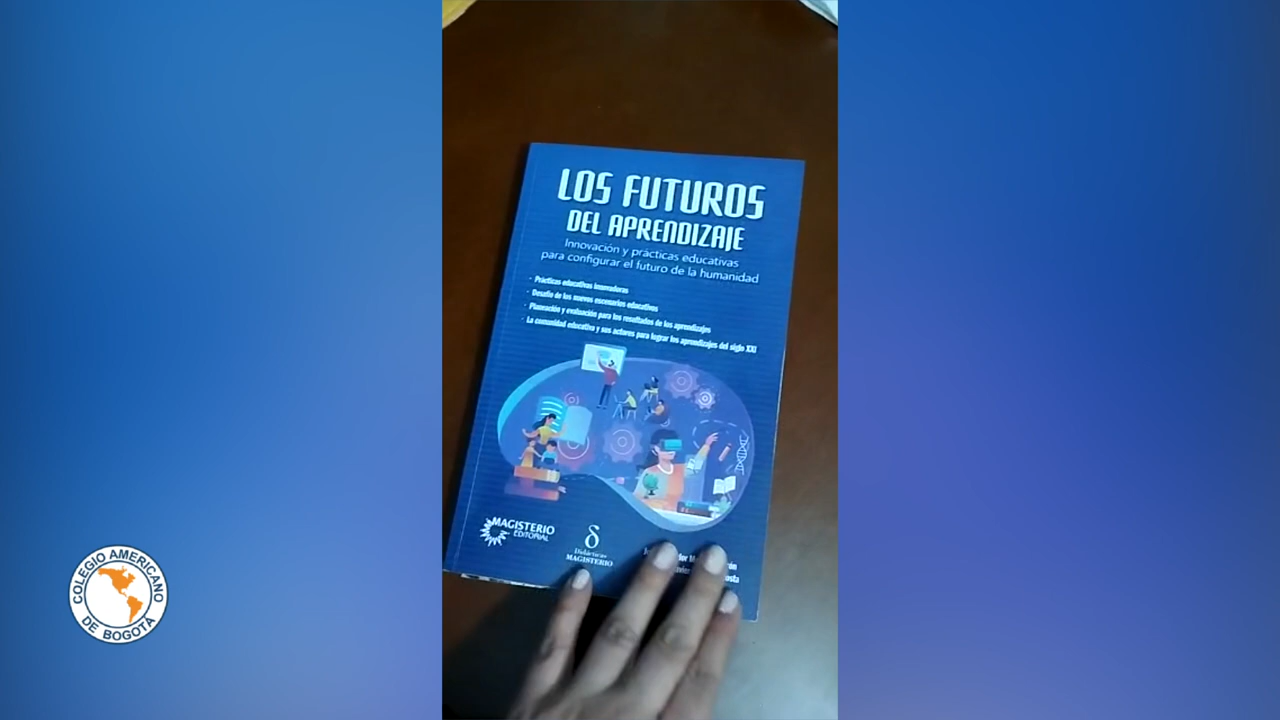 LOS FUTUROS
DEL APRENDIZAJE
Innovación y prácticas educativas
para configurar el futuro de la humanidad
· Prácticas educativas innovadoras
· Desafío de los nuevos escenarios educativos
· Planeación y evaluación para los resultados de los aprendizajes
· La comunidad educativa y sus actores para lograr los aprendizajes del siglo XXI
MAGISTERIO
EDITORIAL
δ
Didácticas
MAGISTERIO
COLEGIO AMERICANO
DE BOGOTÁ